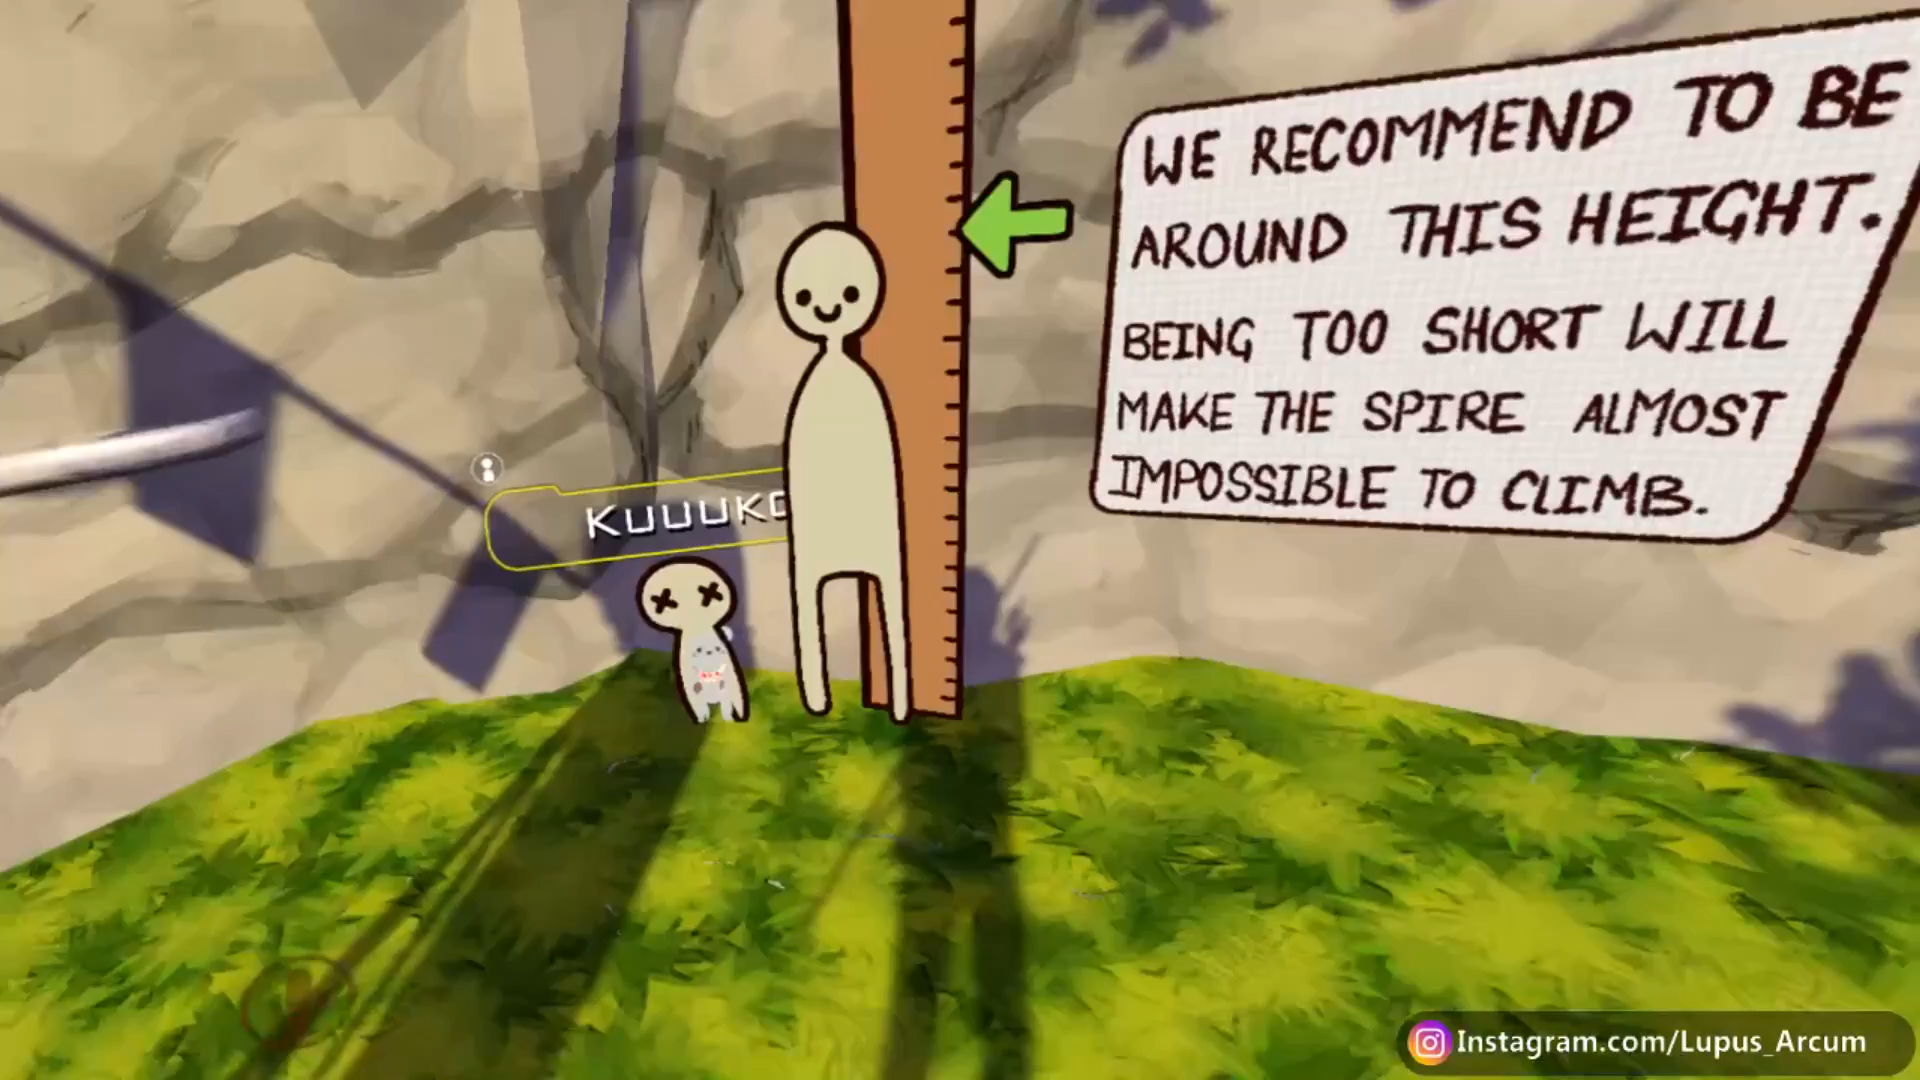 WE RECOMMEND TO BE
AROUND THIS HEIGHT.
BEING TOO SHORT WILL
MAKE THE SPIRE ALMOST
IMPOSSIBLE TO CLIMB.
KUUUKO
Instagram.com/Lupus_Arcum